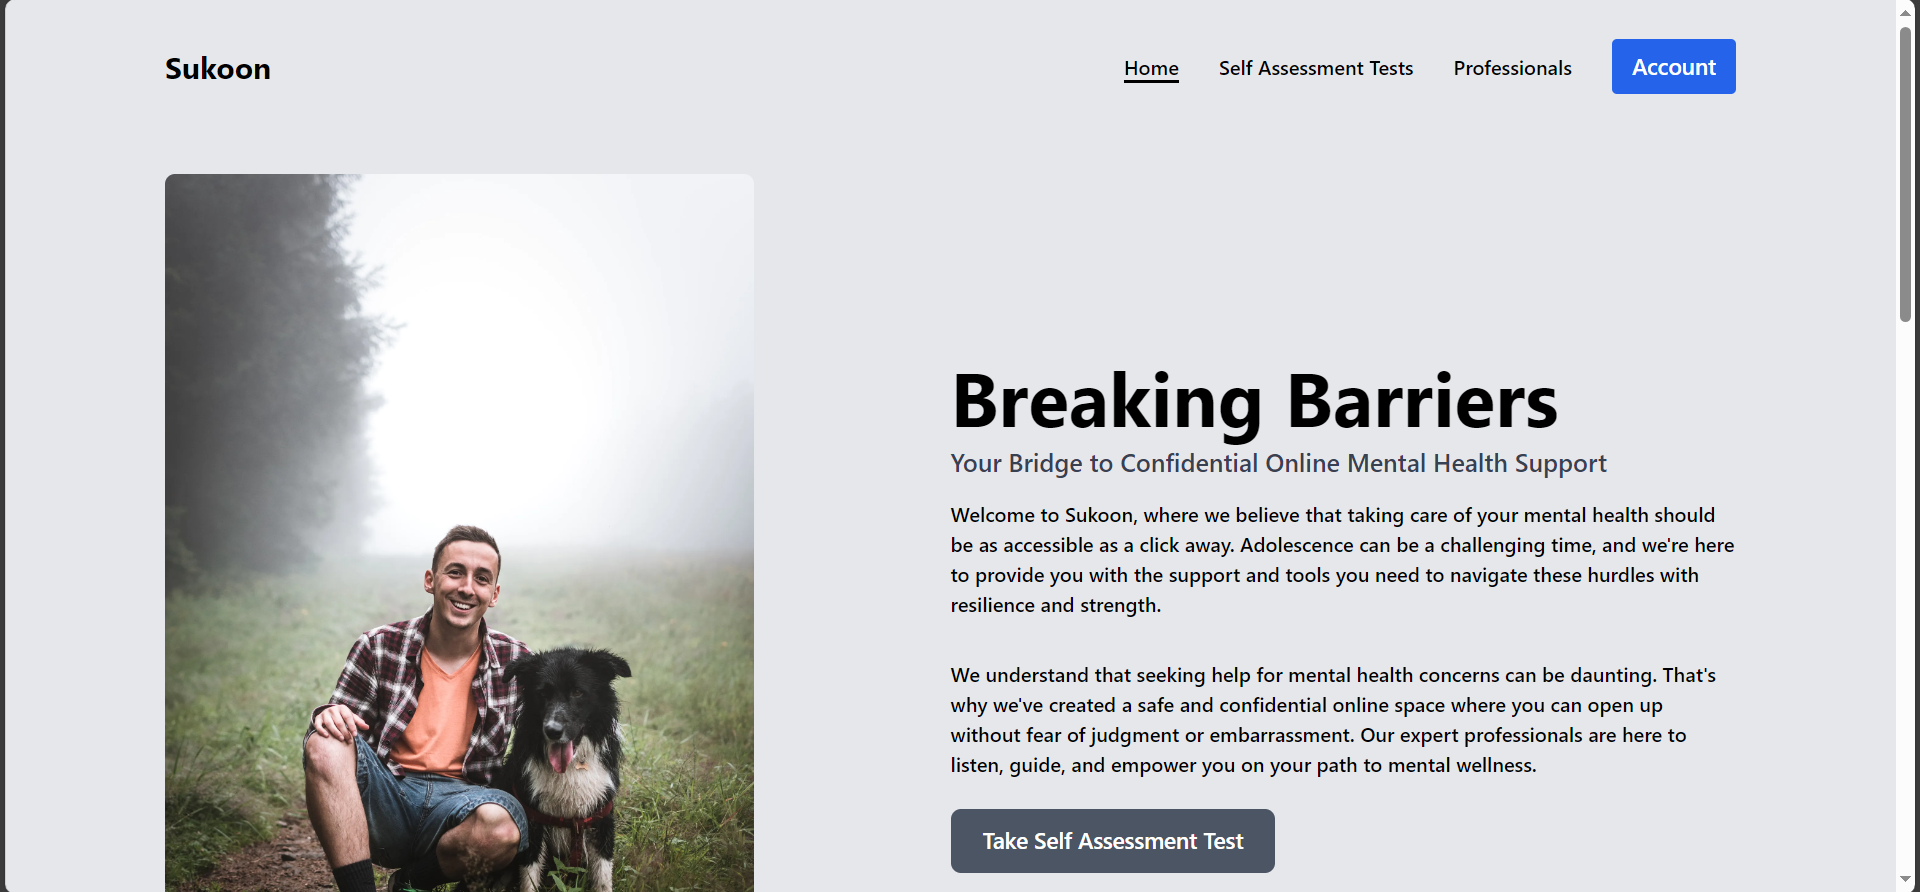 Sukoon
Home
Self Assessment Tests
Professionals
Account
Breaking Barriers
Your Bridge to Confidential Online Mental Health Support
Welcome to Sukoon, where we believe that taking care of your mental health should
be as accessible as a click away. Adolescence can be a challenging time, and we're here
to provide you with the support and tools you need to navigate these hurdles with
resilience and strength.
We understand that seeking help for mental health concerns can be daunting. That's
why we've created a safe and confidential online space where you can open up
without fear of judgment or embarrassment. Our expert professionals are here to
listen, guide, and empower you on your path to mental wellness.
Take Self Assessment Test